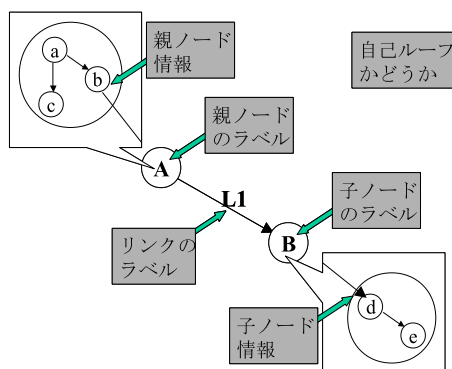 親ノード
情報
自己ループ
かどうか
a
b
c
親ノード
のラベル
A
L1
子ノード
のラベル
B
リンクの
ラベル
子ノード
情報
d
e